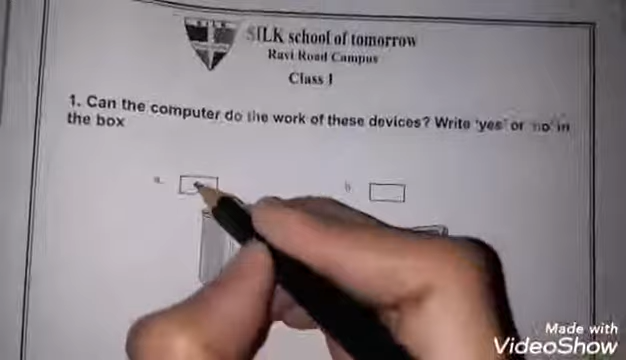 SILK
SILK school of tomorrow
Ravi Road Campus
Class I
1. Can the computer do the work of these devices? Write 'yes' or 'no' in
the box
a.
b.
Made with
VideoShow